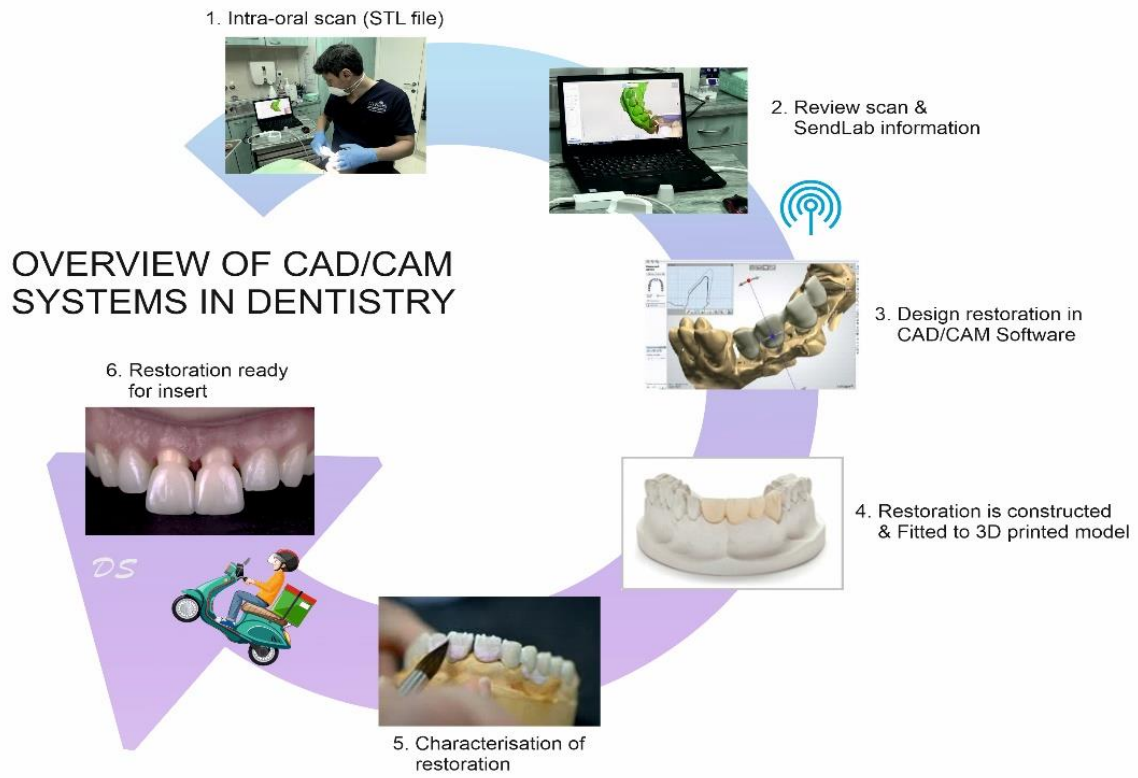 1. Intra-oral scan (STL file)
2. Review scan &
SendLab information
OVERVIEW OF CAD/CAM
SYSTEMS IN DENTISTRY
3. Design restoration in
CAD/CAM Software
6. Restoration ready
for insert
4. Restoration is constructed
& Fitted to 3D printed model
DS
5. Characterisation of
restoration